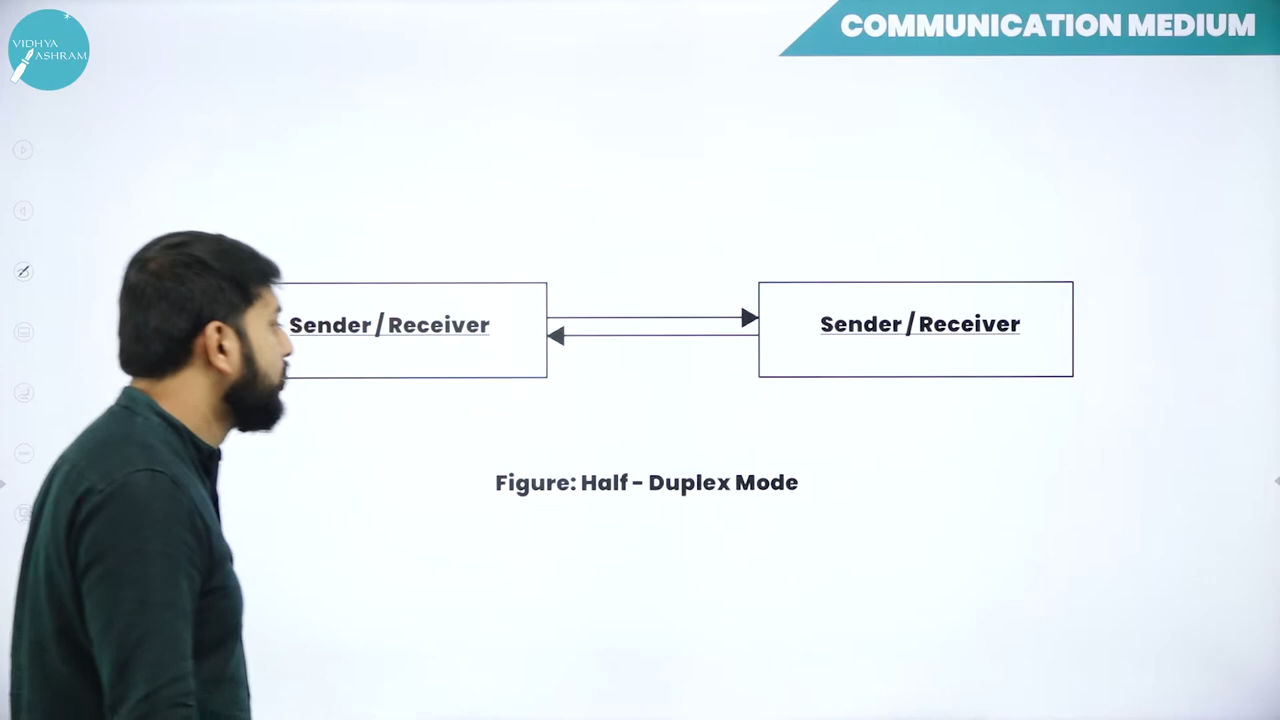 VIDHYA
ASHRAM
COMMUNICATION MEDIUM
Sender / Receiver
Sender / Receiver
Figure: Half - Duplex Mode